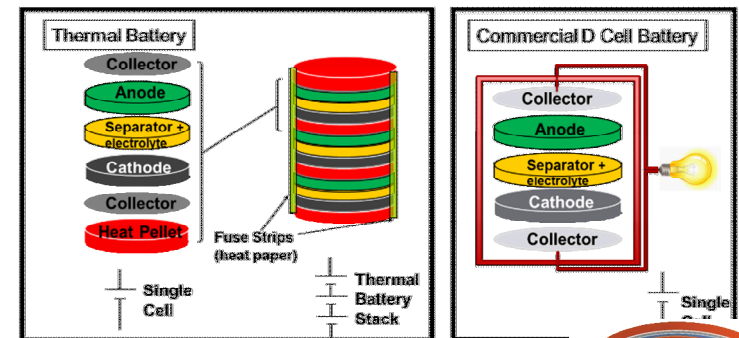 Thermal Battery
Collector
Anode
Separator +
electrolyte
Cathode
Collector
Heat Pellet
Fuse Strips
(heat paper)
Single
Cell
Thermal
Battery
Stack
Commercial D Cell Battery
Collector
Anode
Separator +
electrolyte
Cathode
Collector
Single